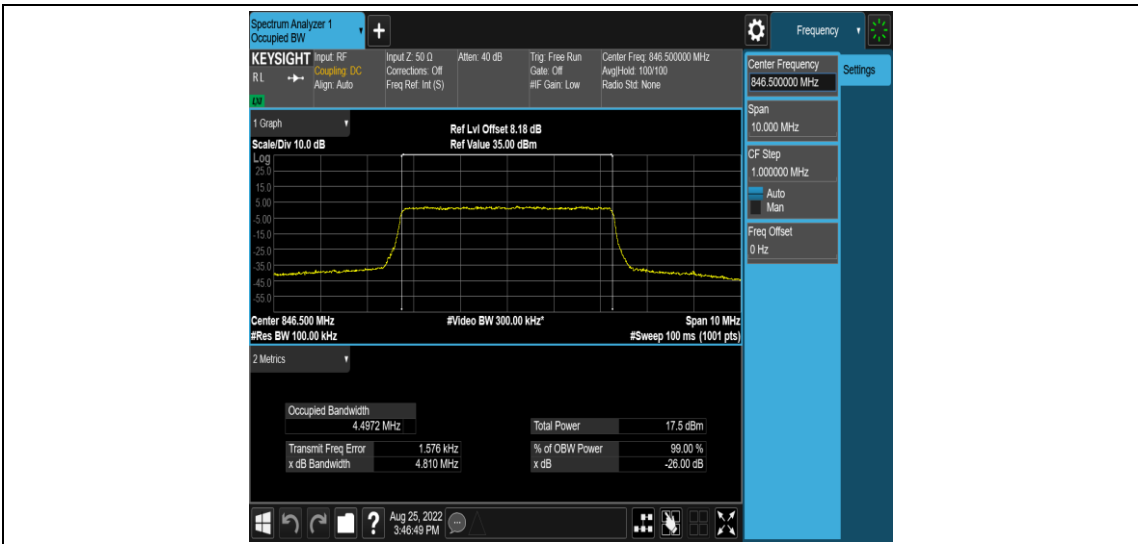 Spectrum Analyzer 1
Occupied BW
+
Frequency
KEYSIGHT Input: RF Input Z: 50 Ω Atten: 40 dB Trig: Free Run Center Freq: 846.500000 MHz
RL Coupling: DC Corrections: Off Gate: Off Avg|Hold: 100/100
Align: Auto Freq Ref: Int (S) #IF Gain: Low Radio Std: None
LXI
Center Frequency
846.500000 MHz
Settings
Span
10.000 MHz
CF Step
1.000000 MHz
Auto
Man
Freq Offset
0 Hz
1 Graph
Ref Lvl Offset 8.18 dB
Scale/Div 10.0 dB Ref Value 35.00 dBm
Log
25.0
15.0
5.00
-5.00
-15.0
-25.0
-35.0
-45.0
-55.0
Center 846.500 MHz #Video BW 300.00 kHz* Span 10 MHz
#Res BW 100.00 kHz #Sweep 100 ms (1001 pts)
2 Metrics
Occupied Bandwidth
4.4972 MHz Total Power 17.5 dBm
Transmit Freq Error 1.576 kHz % of OBW Power 99.00 %
x dB Bandwidth 4.810 MHz x dB -26.00 dB
? Aug 25, 2022
3:46:49 PM